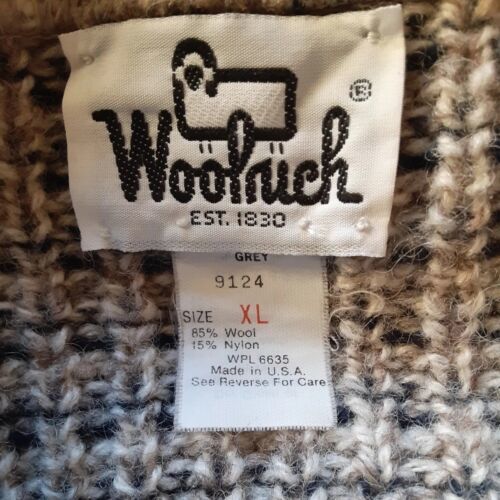 Woolrich ®
EST. 1830
GREY
9124
SIZE XL
85% Wool
15% Nylon
WPL 6635
Made in U.S.A.
See Reverse For Care